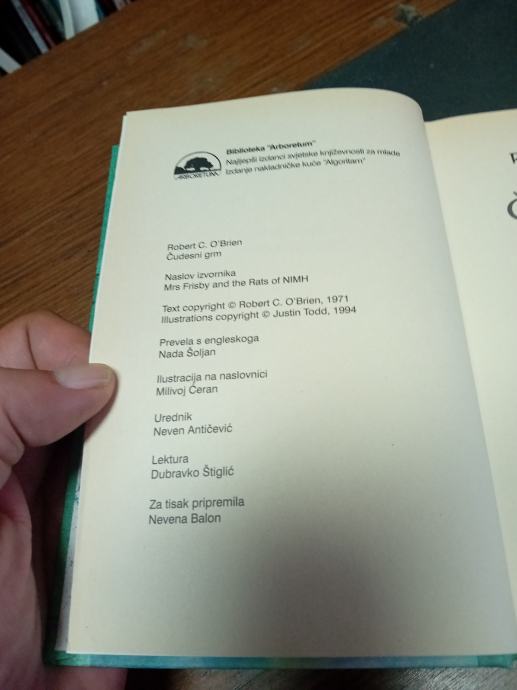 Biblioteka "Arboretum"
Najljepši izdanci svjetske književnosti za mlade
Izdanje nakladničke kuće "Algoritam"
ARBORETUM
Robert C. O'Brien
Čudesni grm
Naslov izvornika
Mrs Frisby and the Rats of NIMH
Text copyright © Robert C. O'Brien, 1971
Illustrations copyright © Justin Todd, 1994
Prevela s engleskoga
Nada Šoljan
Ilustracija na naslovnici
Milivoj Ćeran
Urednik
Neven Antičević
Lektura
Dubravko Štiglić
Za tisak pripremila
Nevena Balon